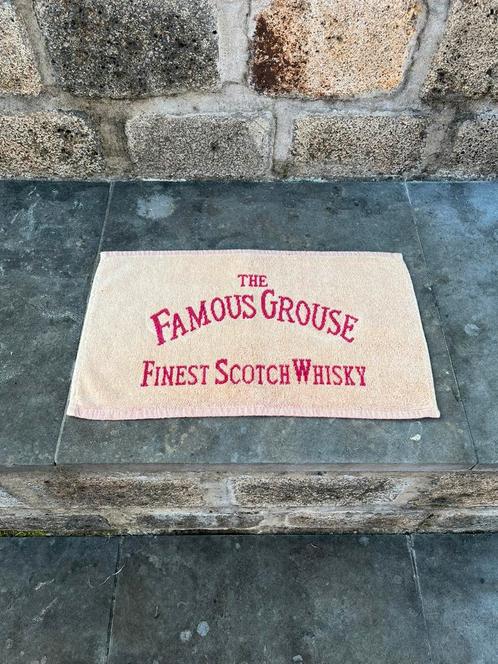 THE
FAMOUS GROUSE
FINEST SCOTCH WHISKY